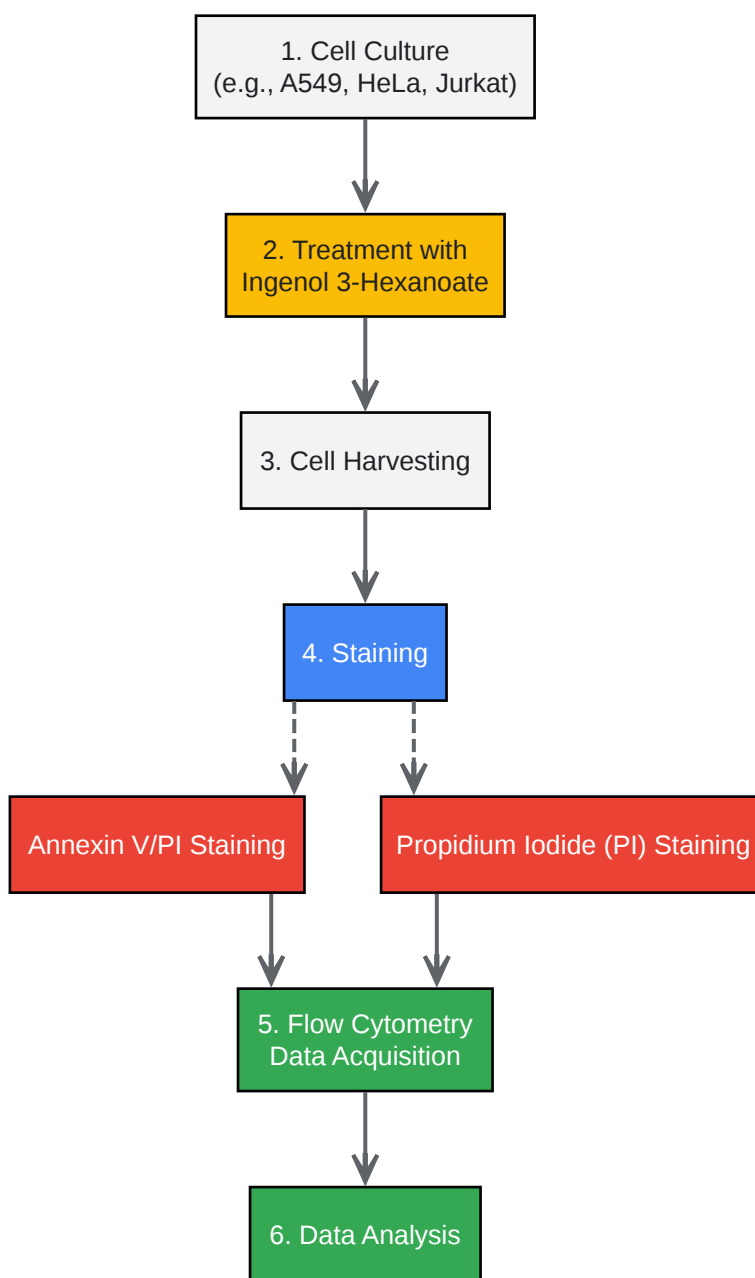 1. Cell Culture
(e.g., A549, HeLa, Jurkat)
2. Treatment with
Ingenol 3-Hexanoate
3. Cell Harvesting
4. Staining
Annexin V/PI Staining
Propidium Iodide (PI) Staining
5. Flow Cytometry
Data Acquisition
6. Data Analysis